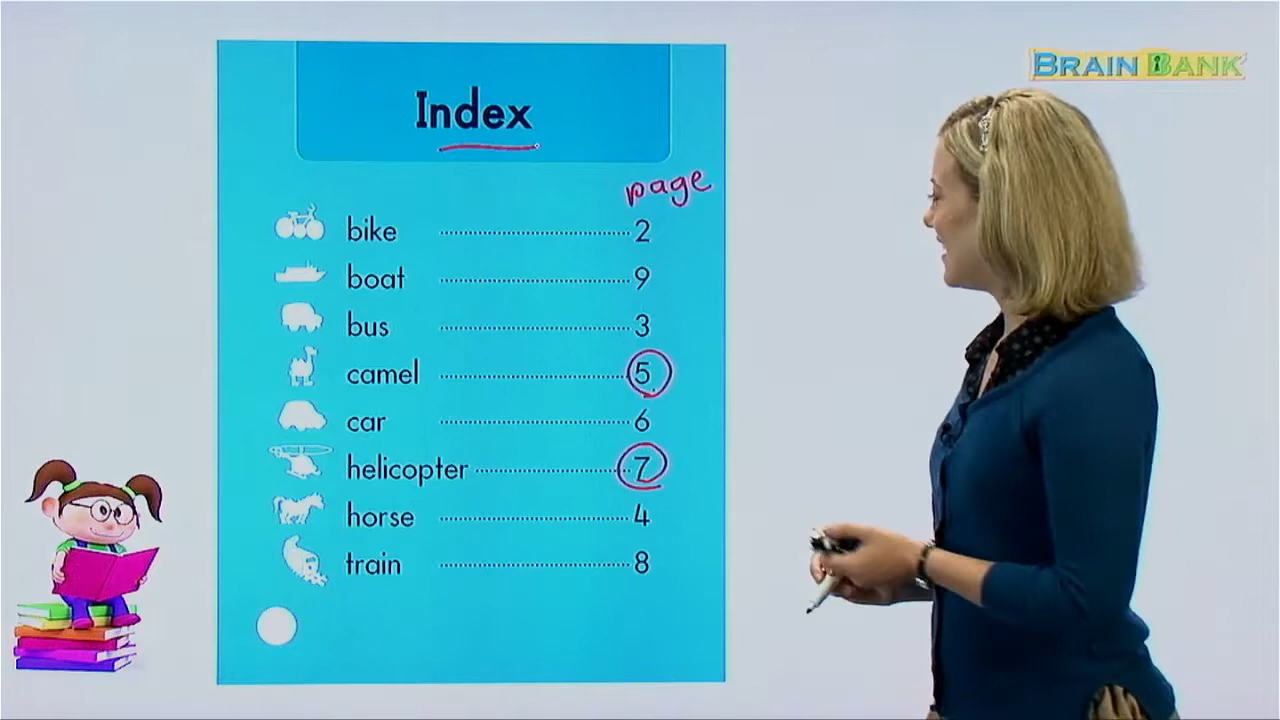 BRAIN BANK
Index
page
bike 2
boat 9
bus 3
camel 5
car 6
helicopter 7
horse 4
train 8